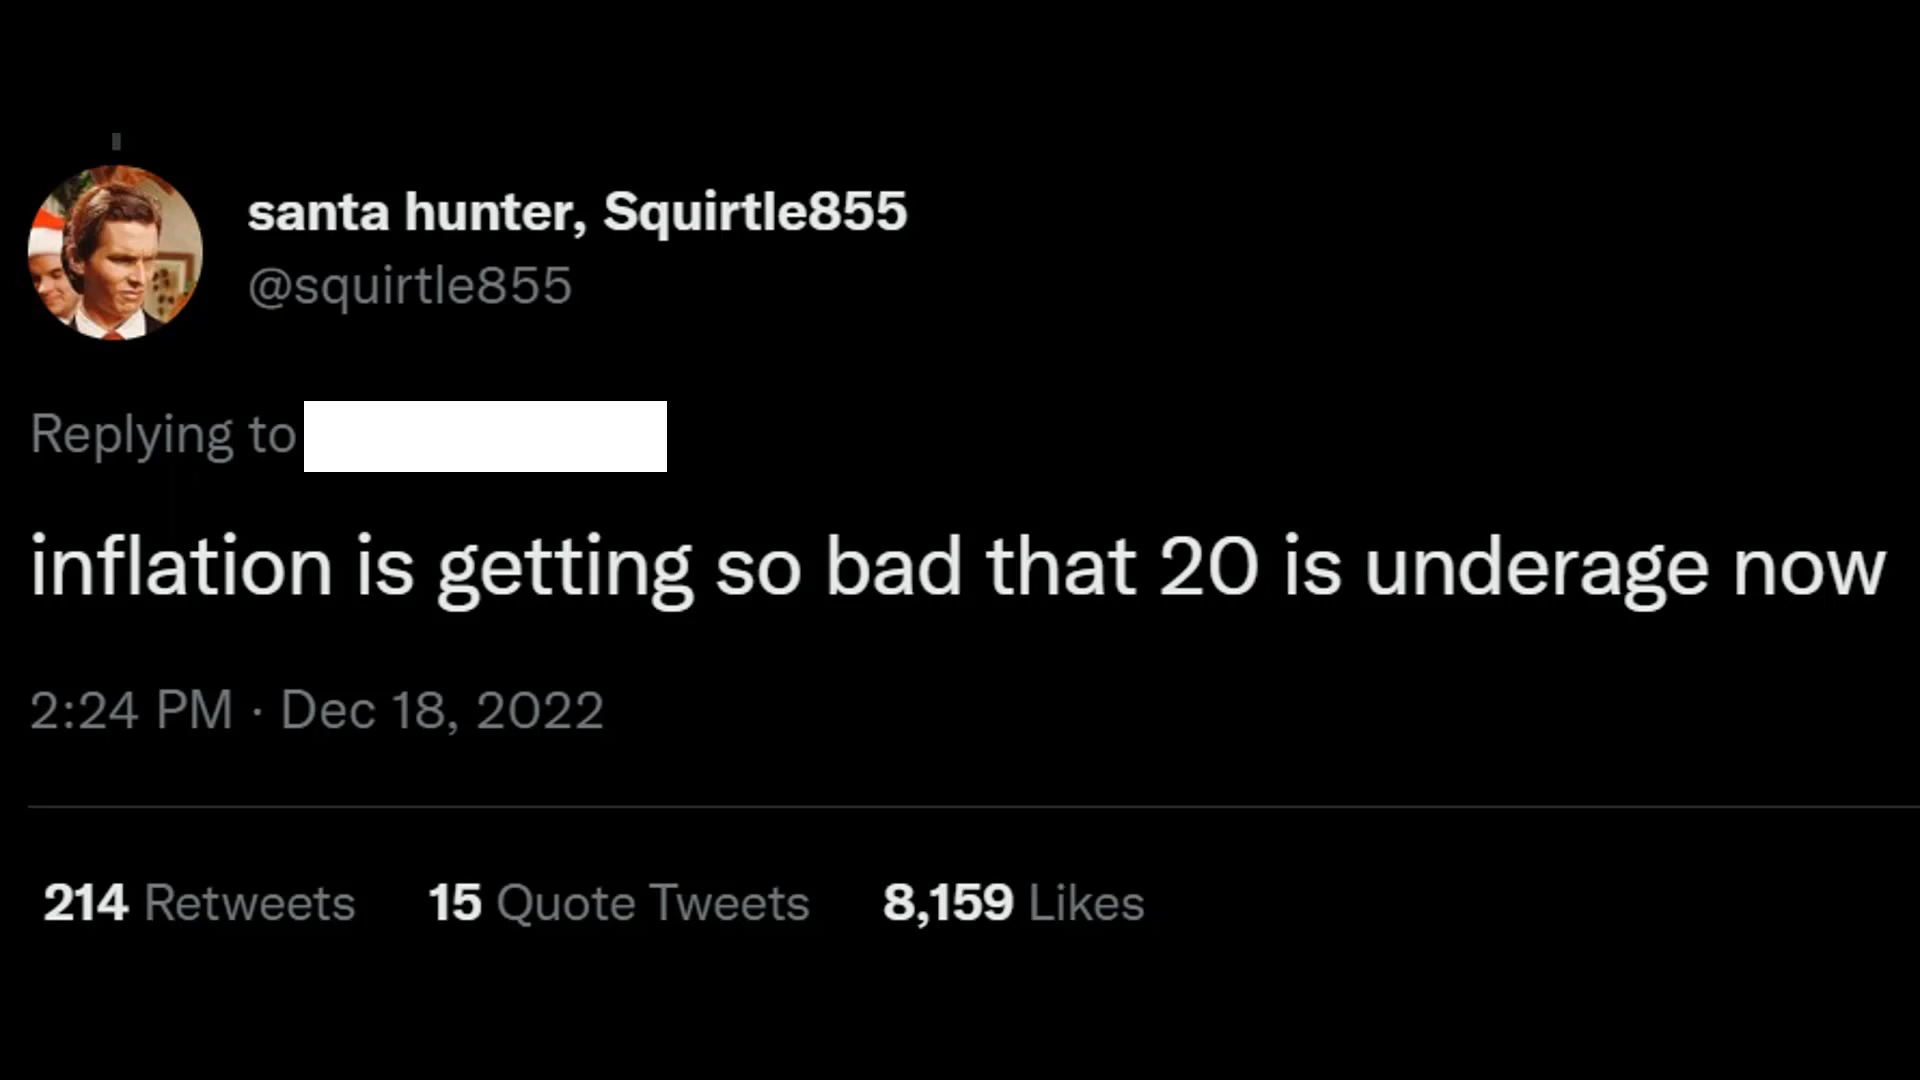 santa hunter, Squirtle855
@squirtle855
Replying to
inflation is getting so bad that 20 is underage now
2:24 PM · Dec 18, 2022
214 Retweets 15 Quote Tweets 8,159 Likes